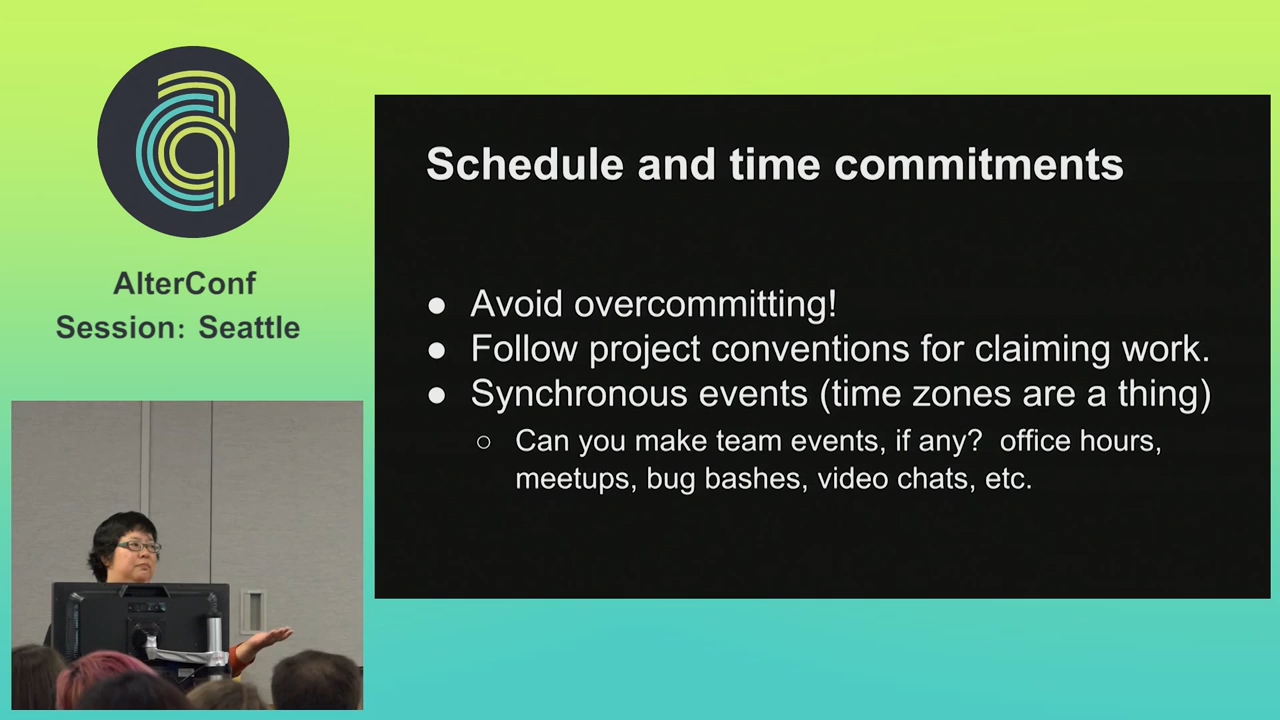 AlterConf
Session: Seattle
Schedule and time commitments
● Avoid overcommitting!
● Follow project conventions for claiming work.
● Synchronous events (time zones are a thing)
○ Can you make team events, if any?  office hours,
meetups, bug bashes, video chats, etc.